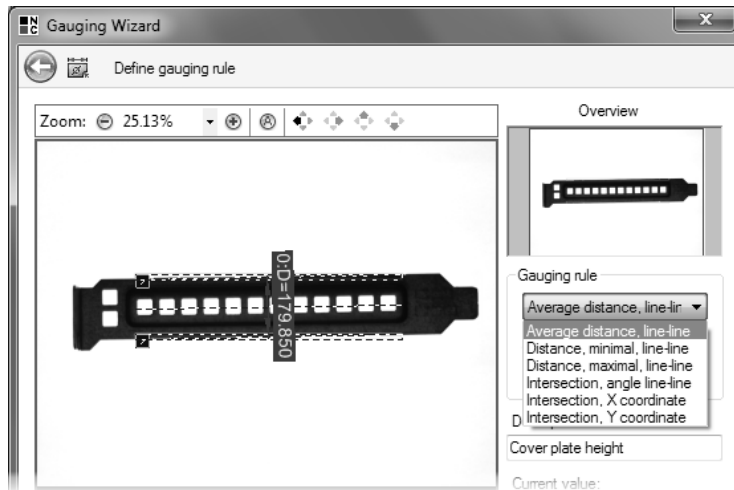 Gauging Wizard
Define gauging rule
Zoom: 25.13%
Overview
0:D=179.850
Gauging rule
Average distance, line-lir
Average distance, line-line
Distance, minimal, line-line
Distance, maximal, line-line
Intersection, angle line-line
Intersection, X coordinate
Intersection, Y coordinate
Cover plate height
Current value: